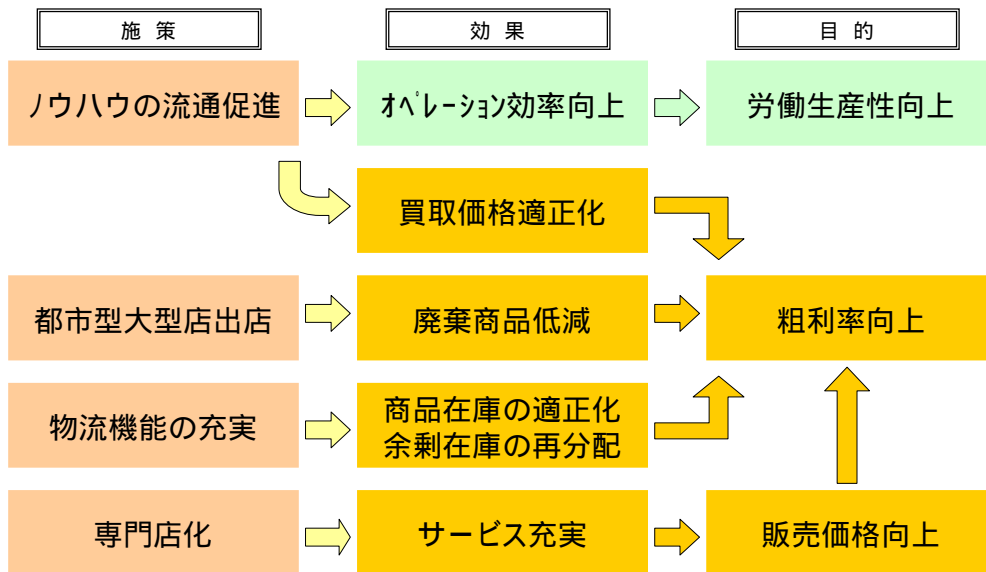 施 策
効 果
目 的
ノウハウの流通促進
ｵﾍﾟﾚｰｼｮﾝ効率向上
労働生産性向上
買取価格適正化
都市型大型店出店
廃棄商品低減
粗利率向上
物流機能の充実
商品在庫の適正化
余剰在庫の再分配
専門店化
サービス充実
販売価格向上